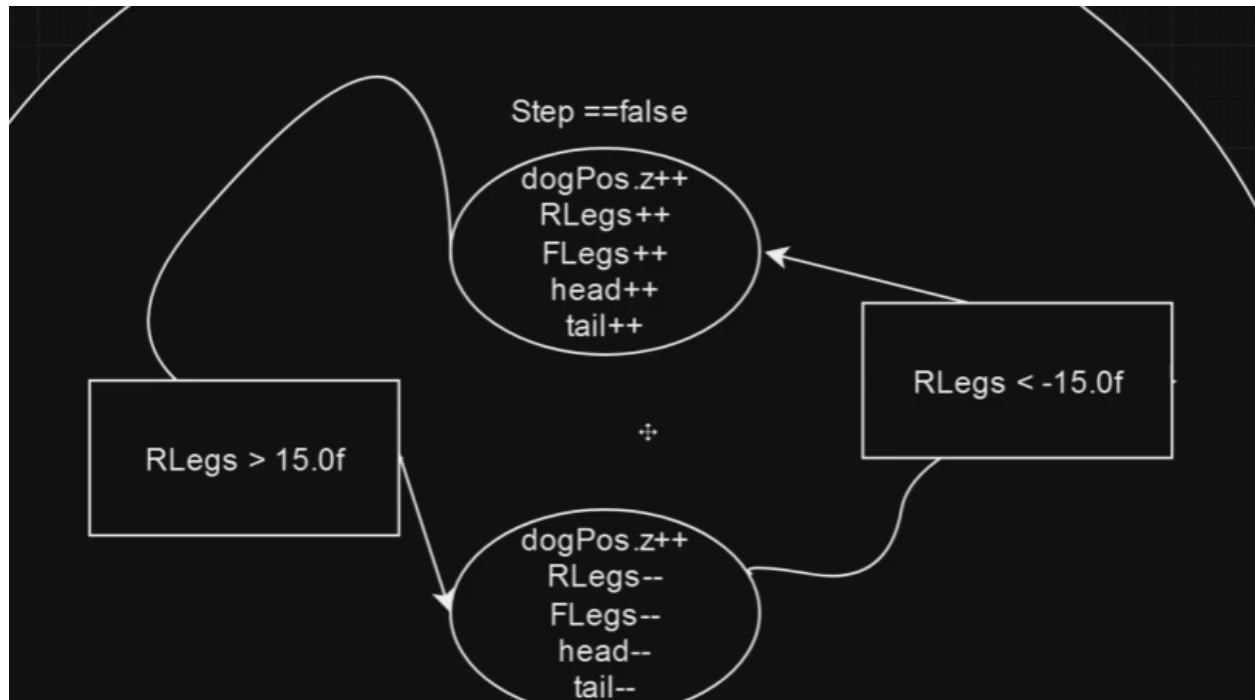 Step ==false
dogPos.z++
RLegs++
FLegs++
head++
tail++
RLegs < -15.0f
RLegs > 15.0f
dogPos.z++
RLegs--
FLegs--
head--
tail--